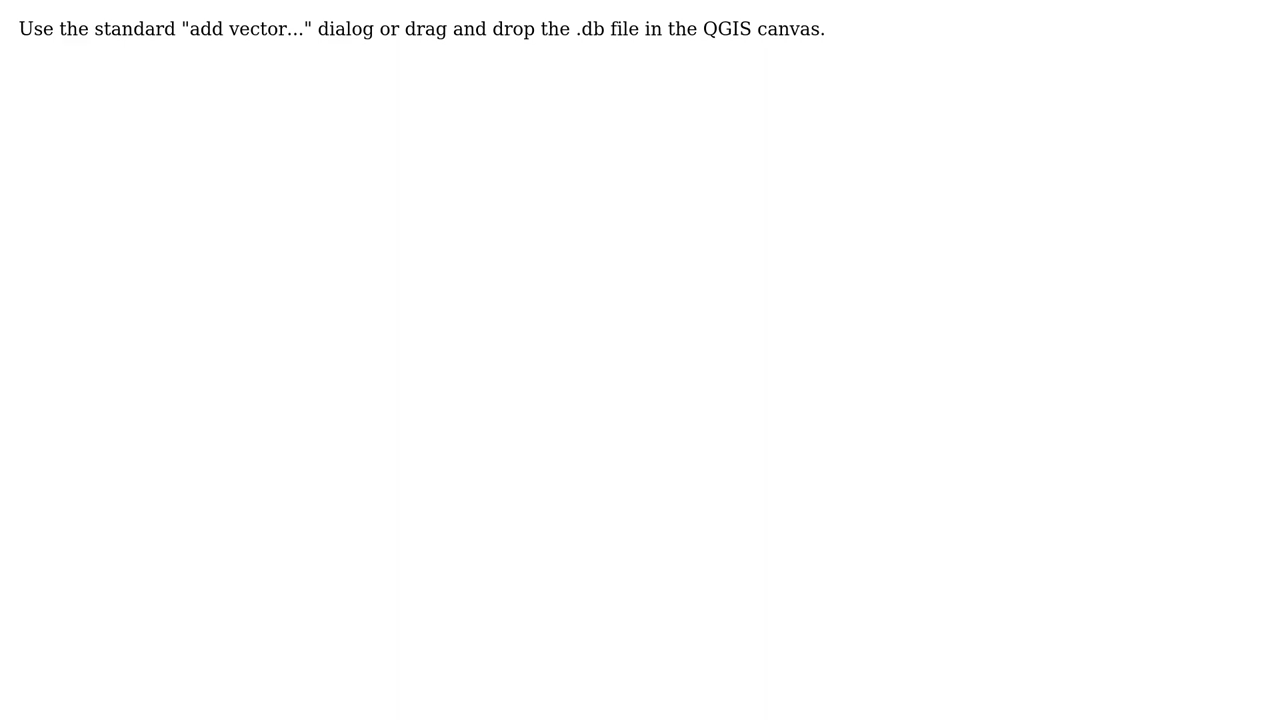 Use the standard "add vector..." dialog or drag and drop the .db file in the QGIS canvas.